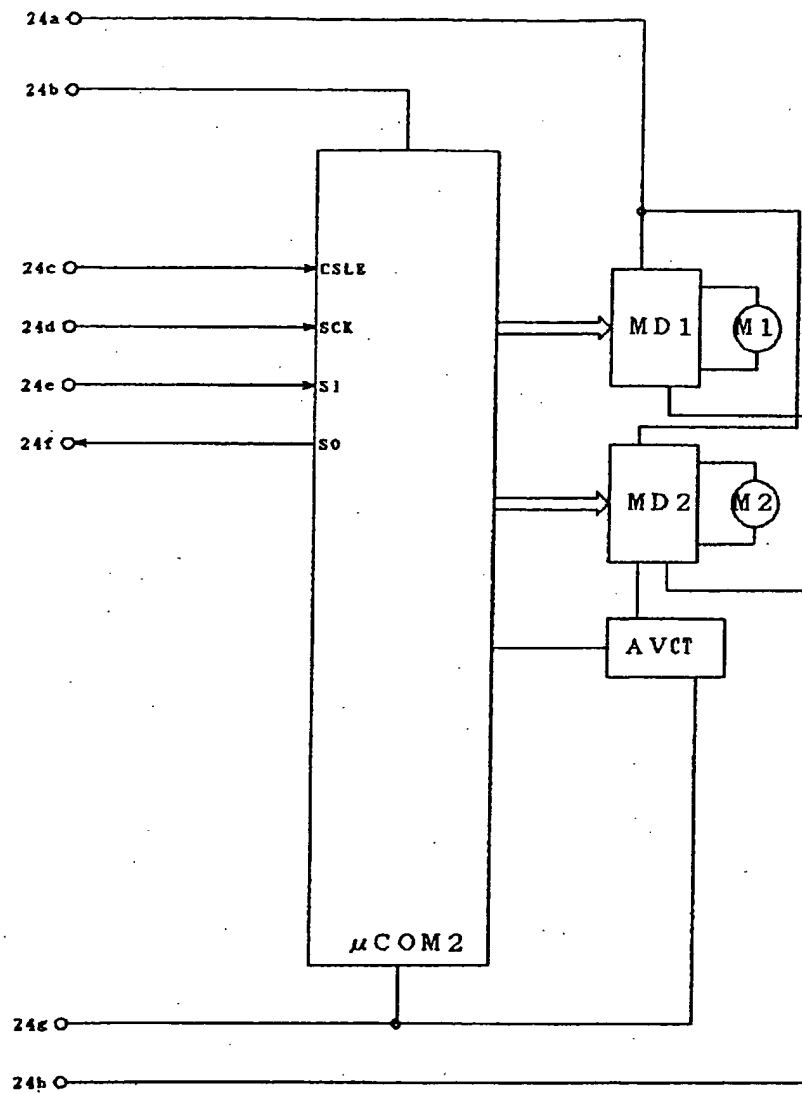 24a
24b
24c CSLE
24d SCK
24e SI
24f SO
MD1 M1
MD2 M2
AVCT
μCOM2
24g
24h